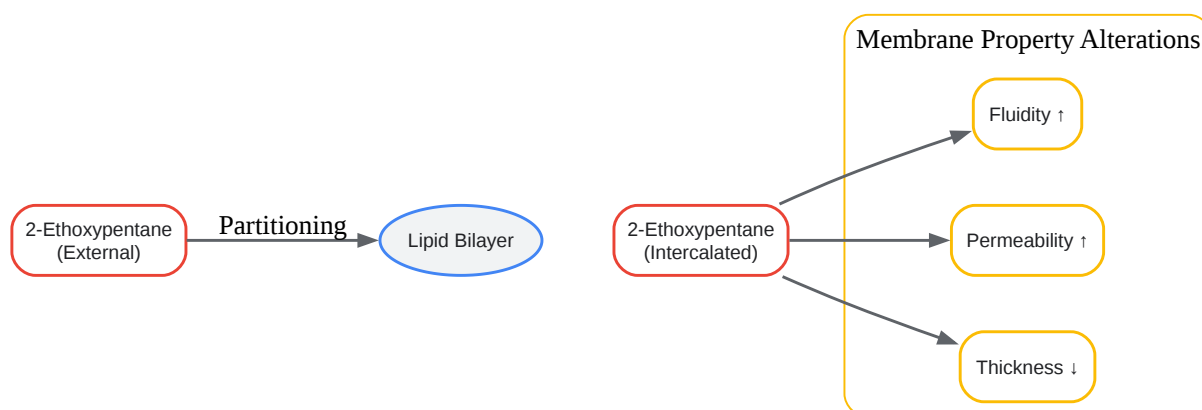 Membrane Property Alterations
Fluidity ↑
2-Ethoxypentane
(External)
Partitioning
Lipid Bilayer
2-Ethoxypentane
(Intercalated)
Permeability ↑
Thickness ↓